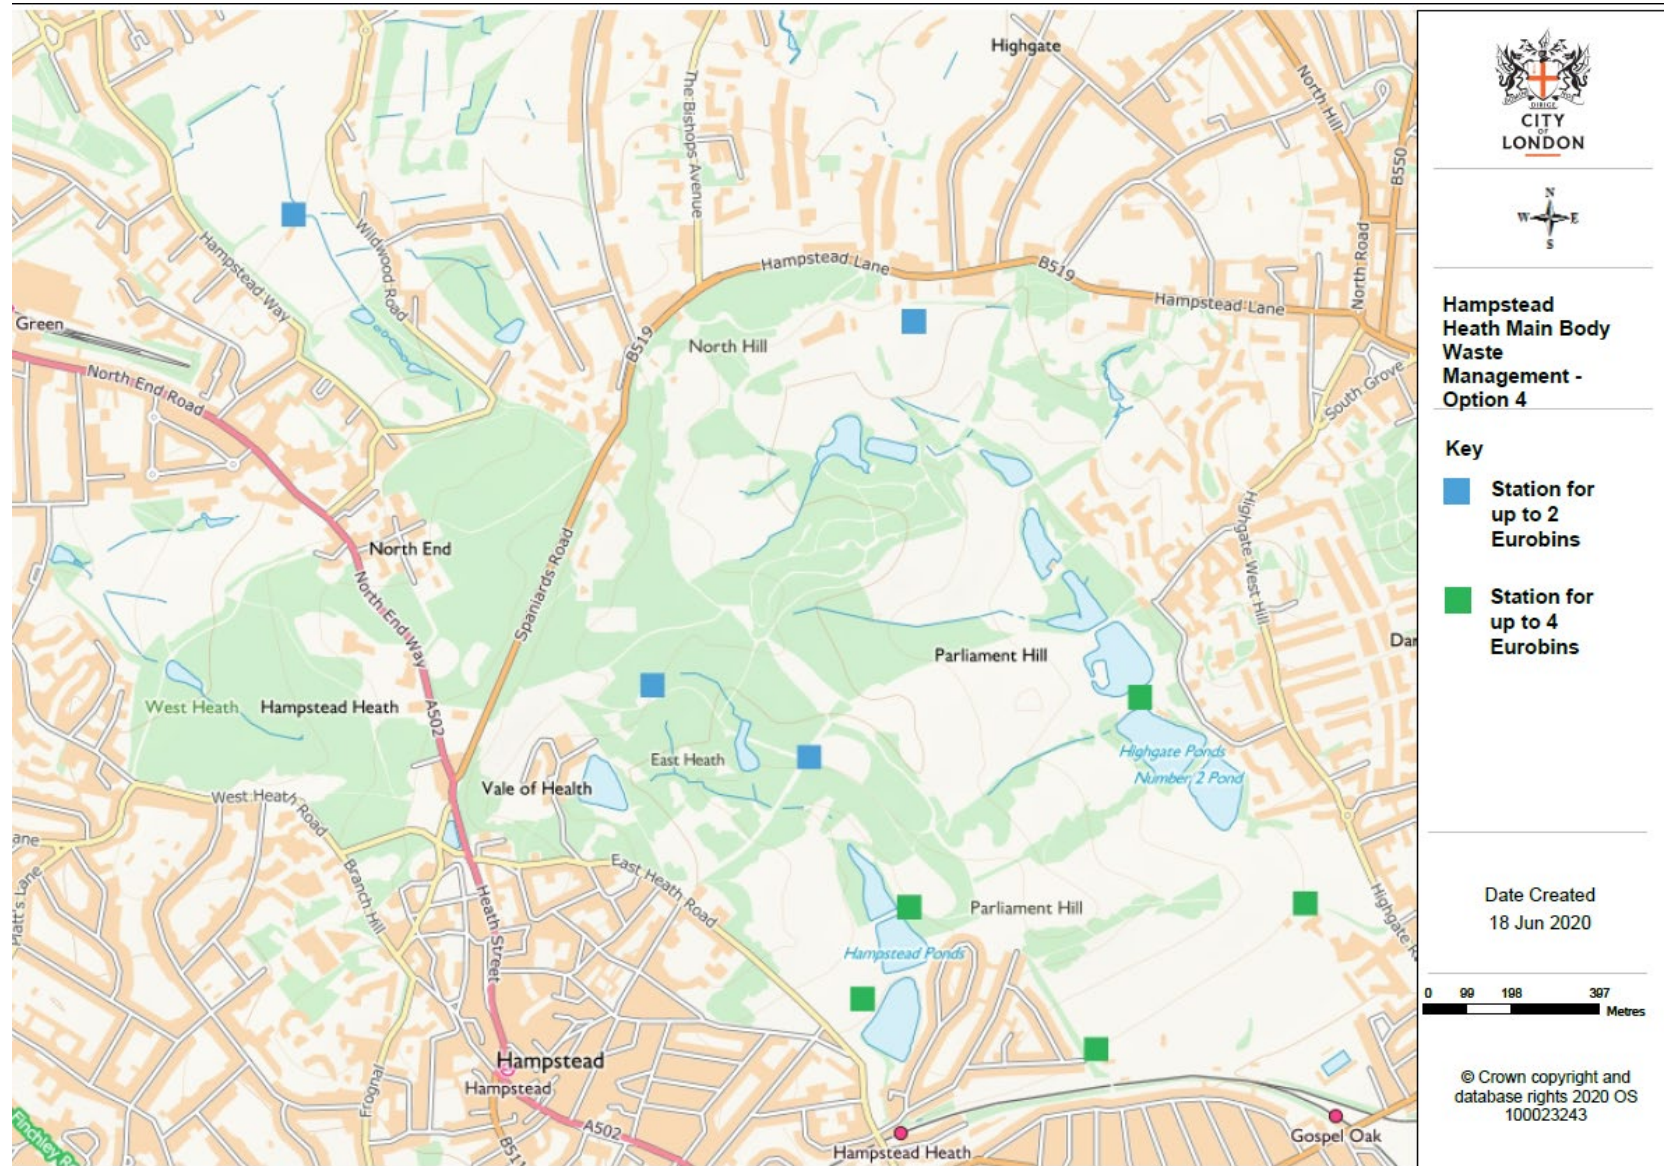 Highgate
North Hill
The Bishops Avenue
B550
Wildwood Road
Hampstead Way
Hampstead Lane
B519
Hampstead Lane
North Road
Green
North Hill
B519
North End Road
South Grove
Highgate West Hill
North End
Spaniards Road
North End Way
Parliament Hill
West Heath
Hampstead Heath
A502
East Heath
Highgate Ponds
Number 2 Pond
Vale of Health
West Heath Road
East Heath Road
Branch Hill
Platt's Lane
Heath Street
Parliament Hill
Hampstead Ponds
Hampstead
Hampstead
Frognal
A502
Hampstead Heath
Gospel Oak
DOMINE DIRIGE NOS
CITY
OF
LONDON
N
W E
S
Hampstead
Heath Main Body
Waste
Management -
Option 4
Key
Station for
up to 2
Eurobins
Station for
up to 4
Eurobins
Date Created
18 Jun 2020
0 99 198 397
Metres
© Crown copyright and
database rights 2020 OS
100023243